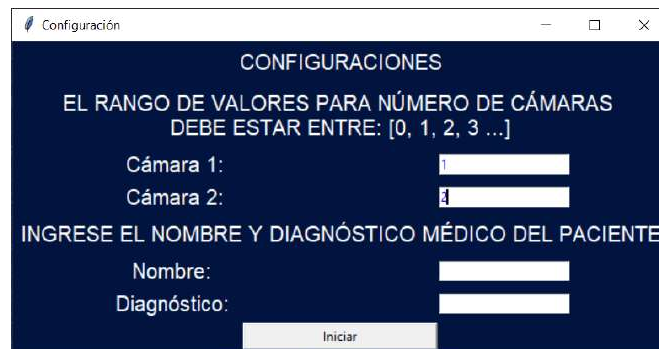 Configuración
CONFIGURACIONES
EL RANGO DE VALORES PARA NÚMERO DE CÁMARAS
DEBE ESTAR ENTRE: [0, 1, 2, 3 ...]
Cámara 1: 1
Cámara 2: 2
INGRESE EL NOMBRE Y DIAGNÓSTICO MÉDICO DEL PACIENTE
Nombre:
Diagnóstico:
Iniciar